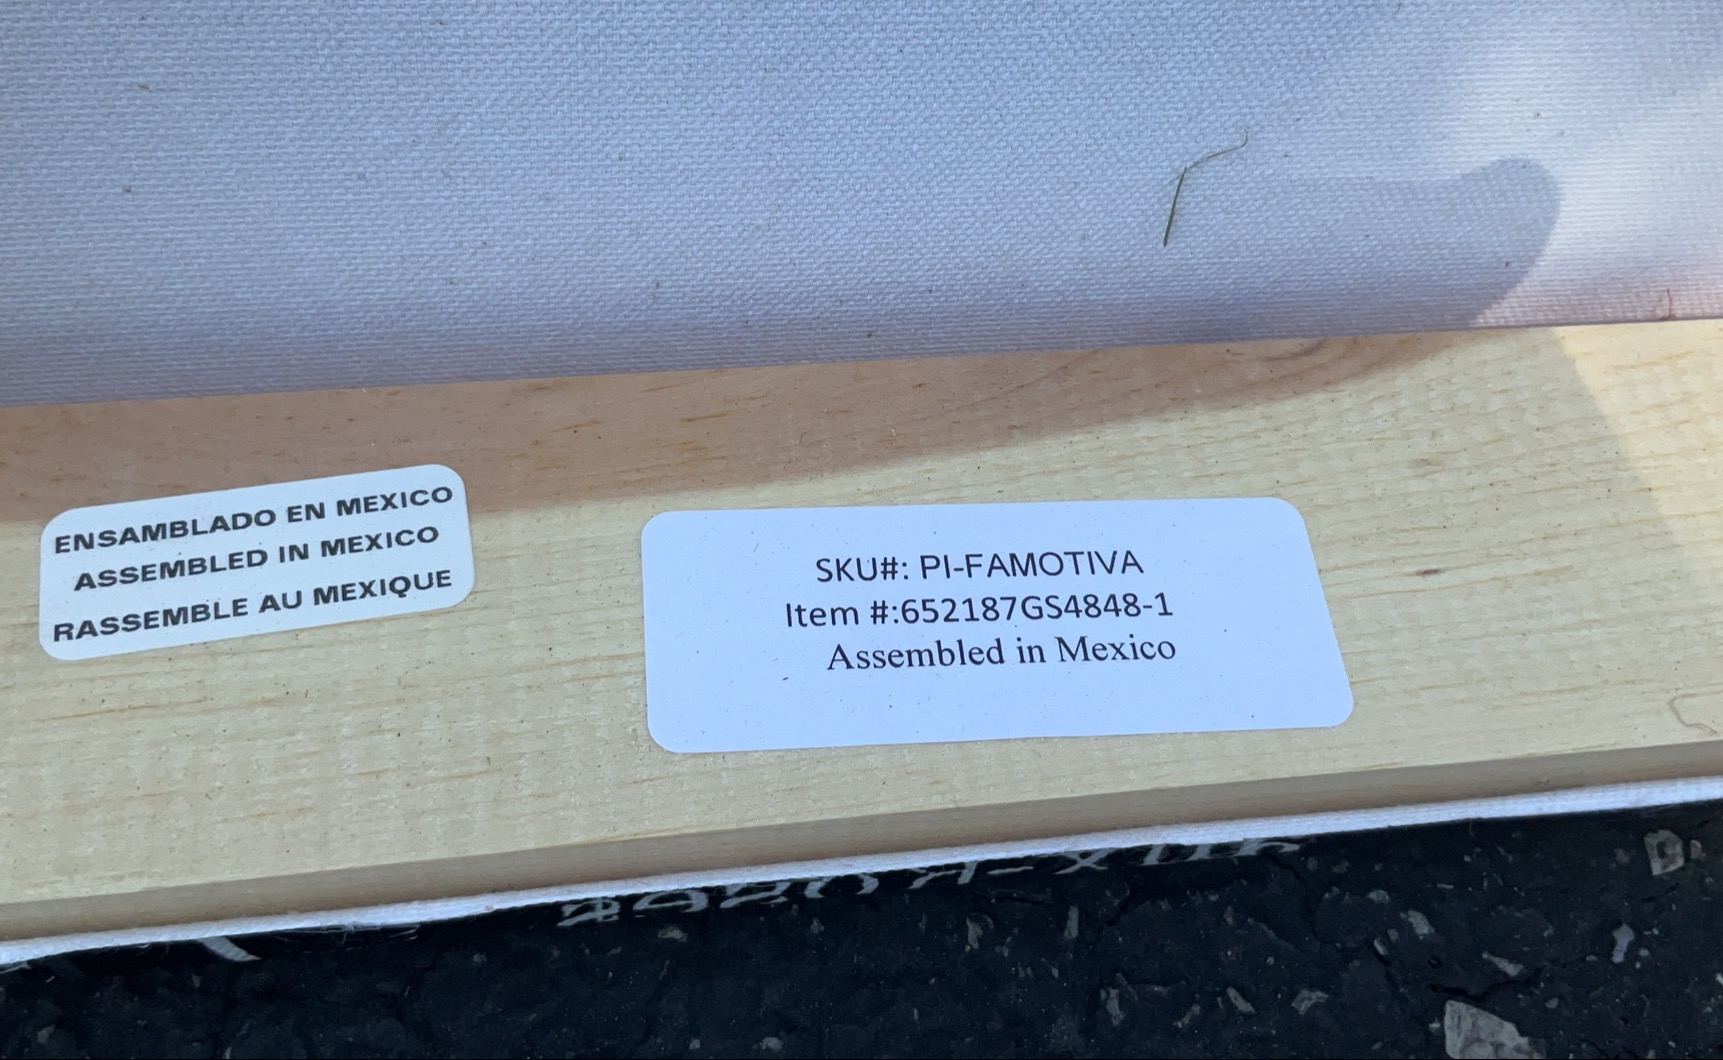 ENSAMBLADO EN MEXICO
ASSEMBLED IN MEXICO
RASSEMBLE AU MEXIQUE
SKU#: PI-FAMOTIVA
Item #:652187GS4848-1
Assembled in Mexico